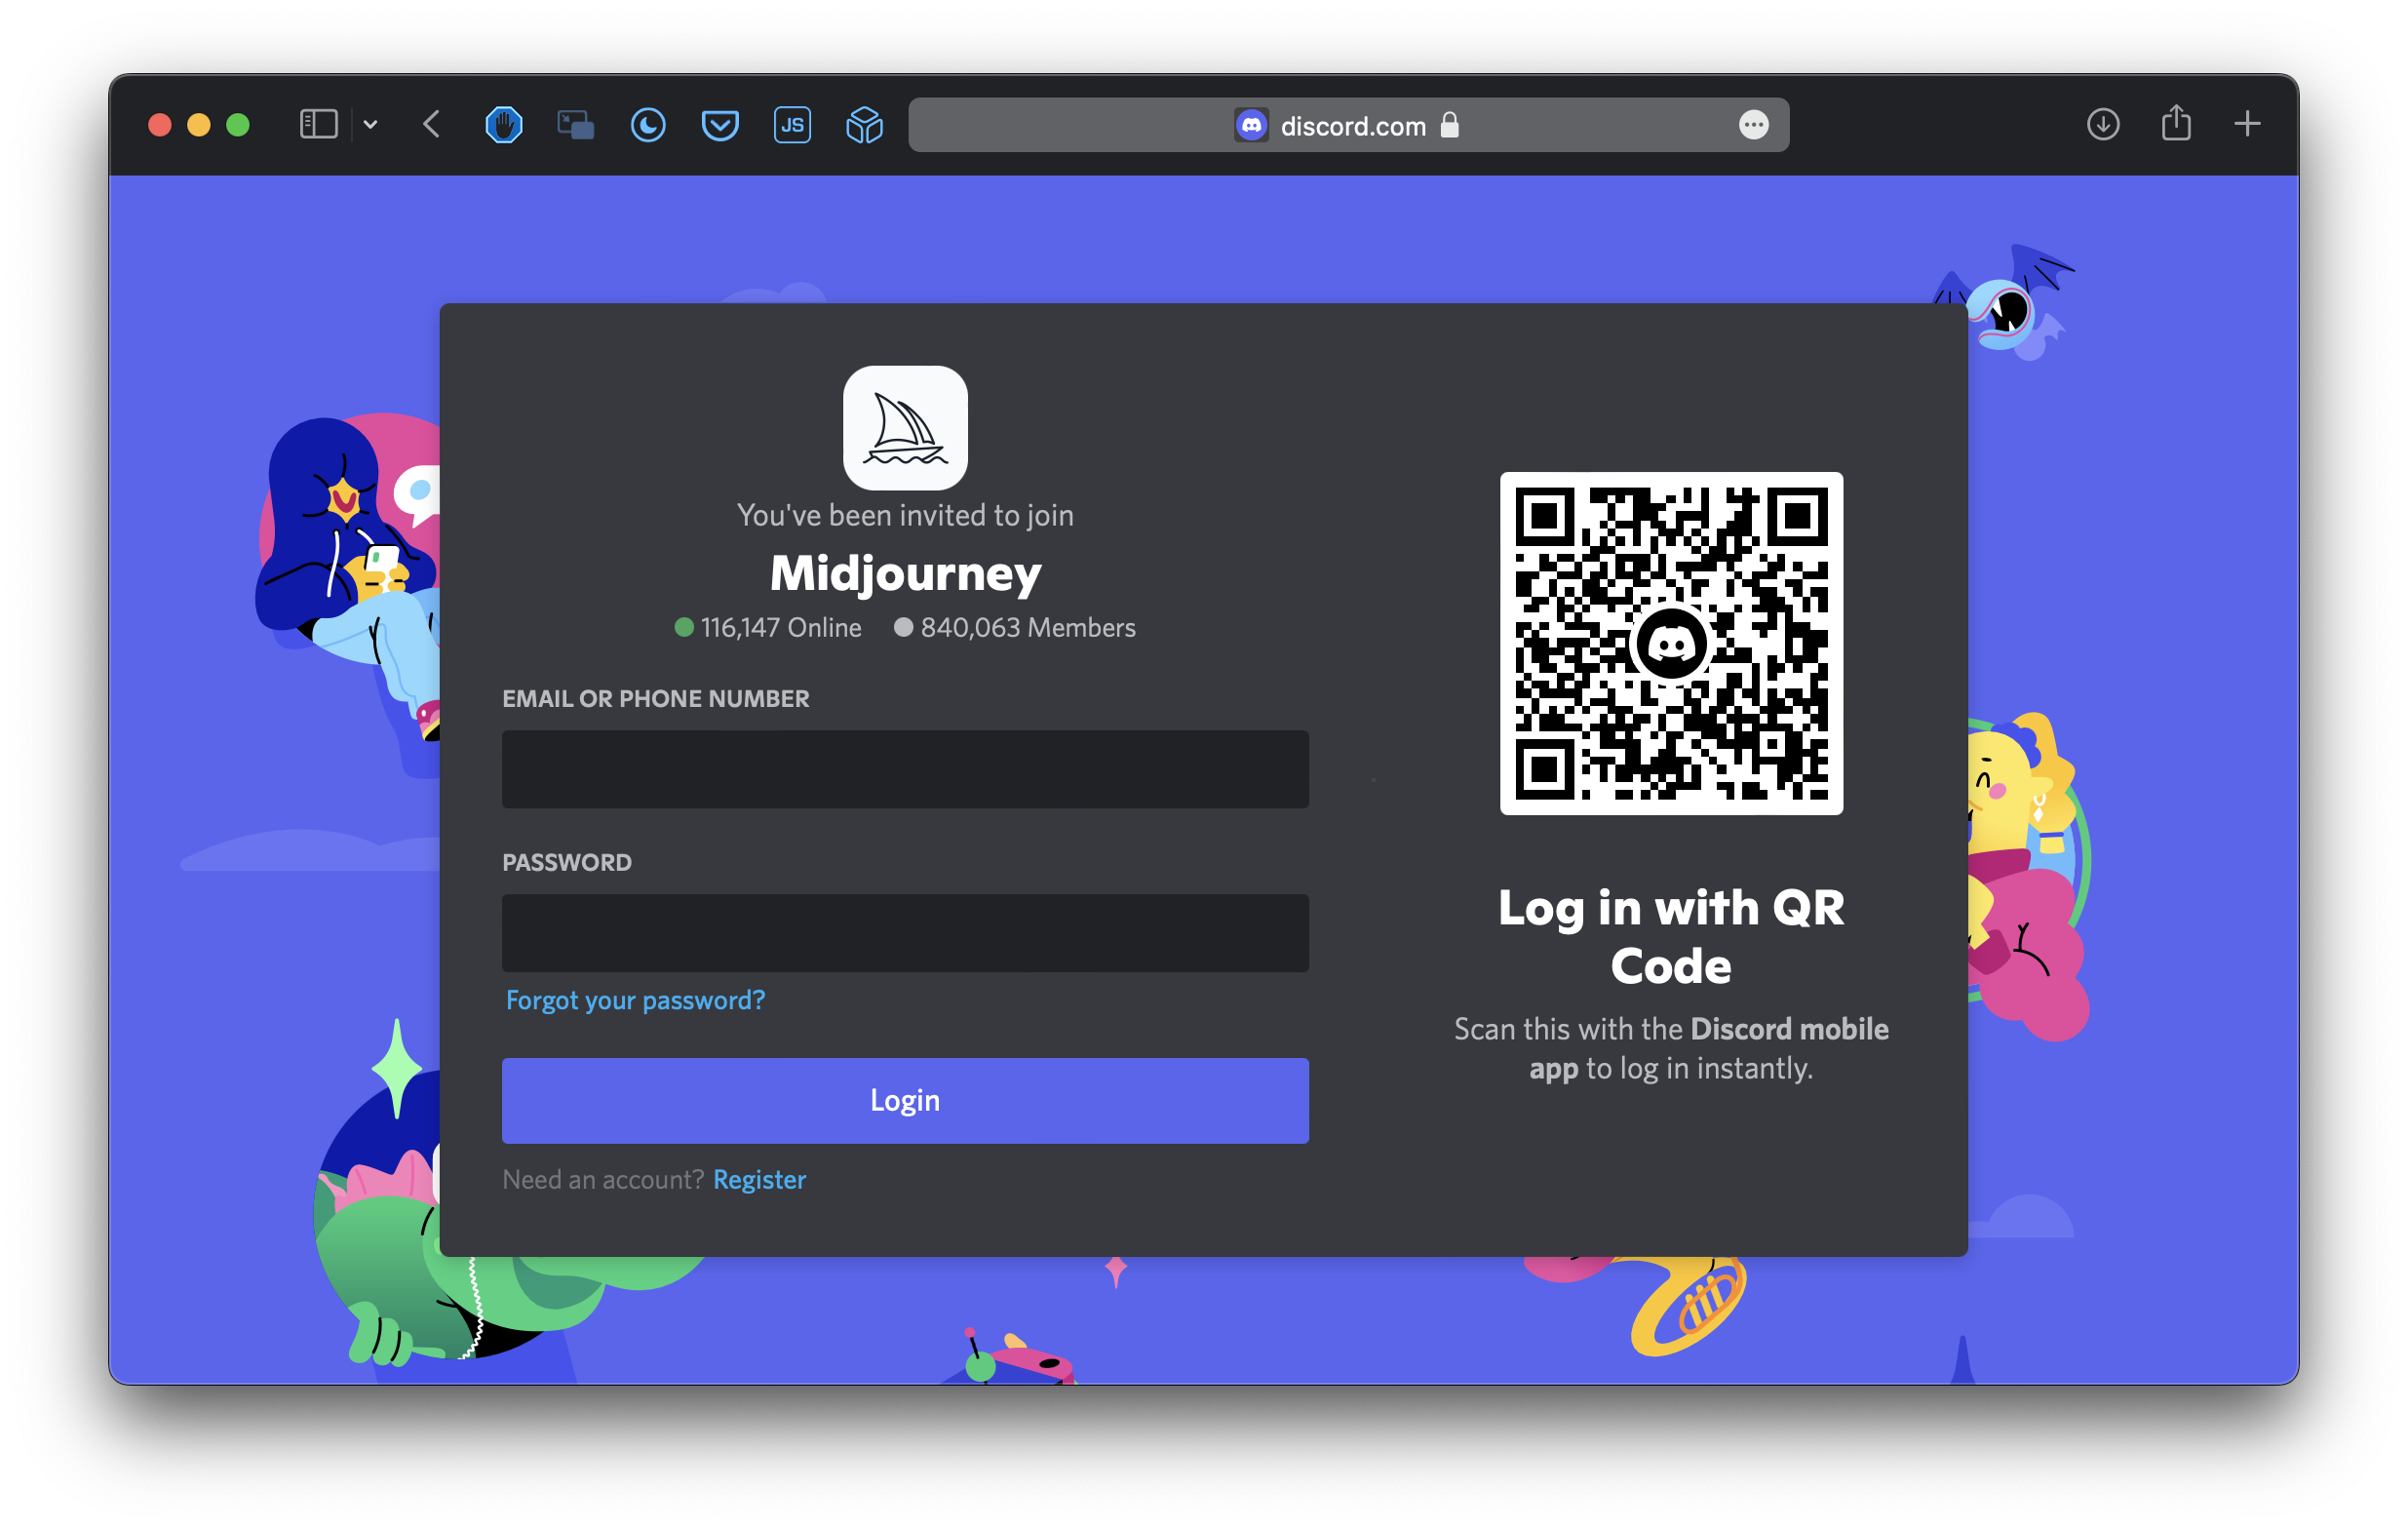 JS
discord.com
You've been invited to join
Midjourney
116,147 Online 840,063 Members
EMAIL OR PHONE NUMBER
PASSWORD
Forgot your password?
Login
Need an account? Register
Log in with QR
Code
Scan this with the Discord mobile
app to log in instantly.